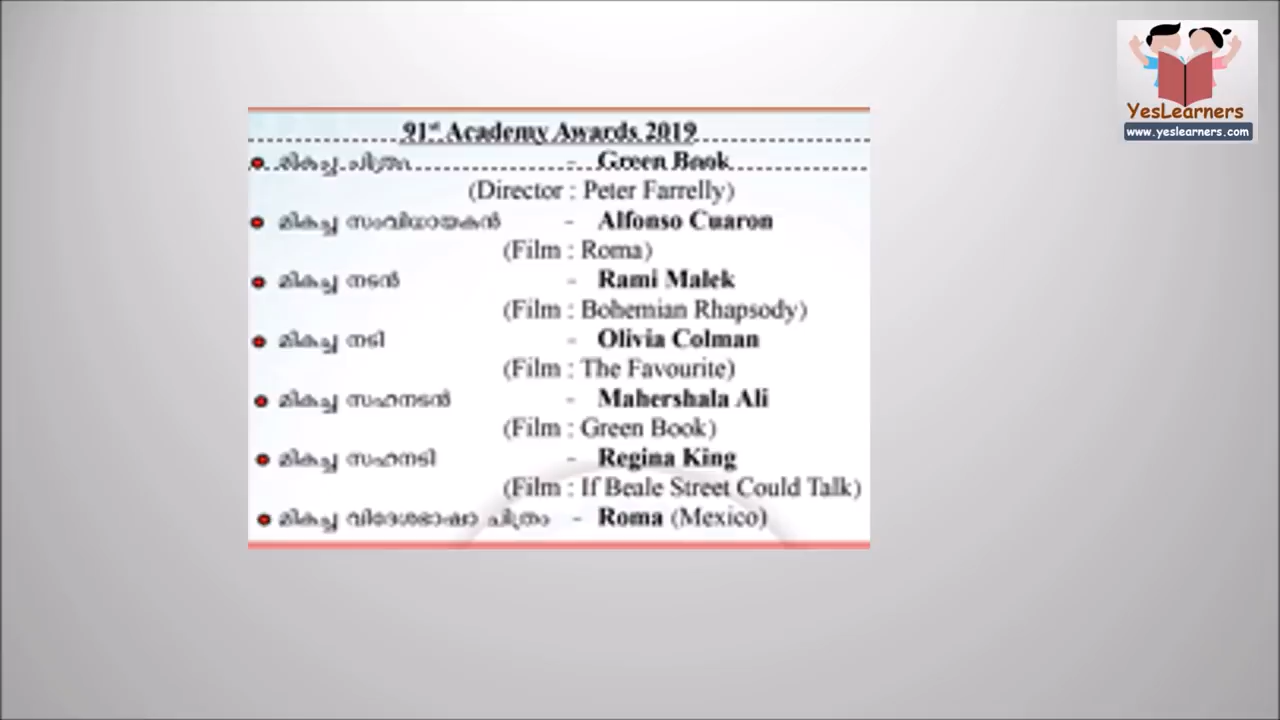 YesLearners
www.yeslearners.com
91st Academy Awards 2019
മികച്ച ചിത്രം - Green Book
(Director : Peter Farrelly)
മികച്ച സംവിധായകൻ - Alfonso Cuaron
(Film : Roma)
മികച്ച നടൻ - Rami Malek
(Film : Bohemian Rhapsody)
മികച്ച നടി - Olivia Colman
(Film : The Favourite)
മികച്ച സഹനടൻ - Mahershala Ali
(Film : Green Book)
മികച്ച സഹനടി - Regina King
(Film : If Beale Street Could Talk)
മികച്ച വിദേശഭാഷാ ചിത്രം - Roma (Mexico)